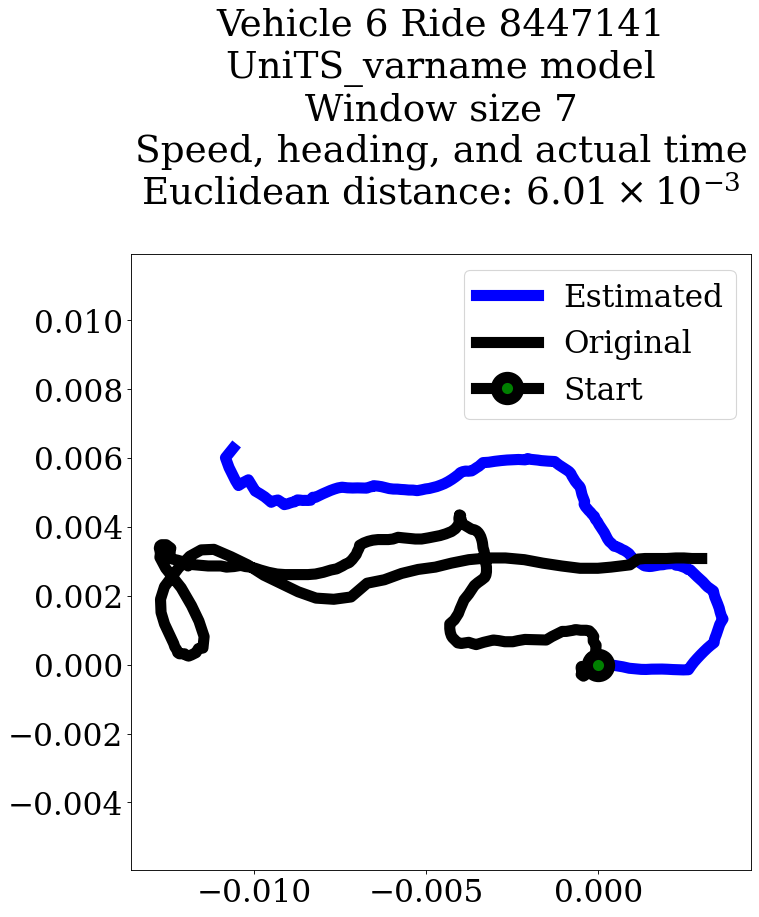 Vehicle 6 Ride 8447141
UniTS_varname model
Window size 7
Speed, heading, and actual time
Euclidean distance: 6.01 × 10⁻³
Estimated
Original
Start
0.010
0.008
0.006
0.004
0.002
0.000
−0.002
−0.004
−0.010 −0.005 0.000